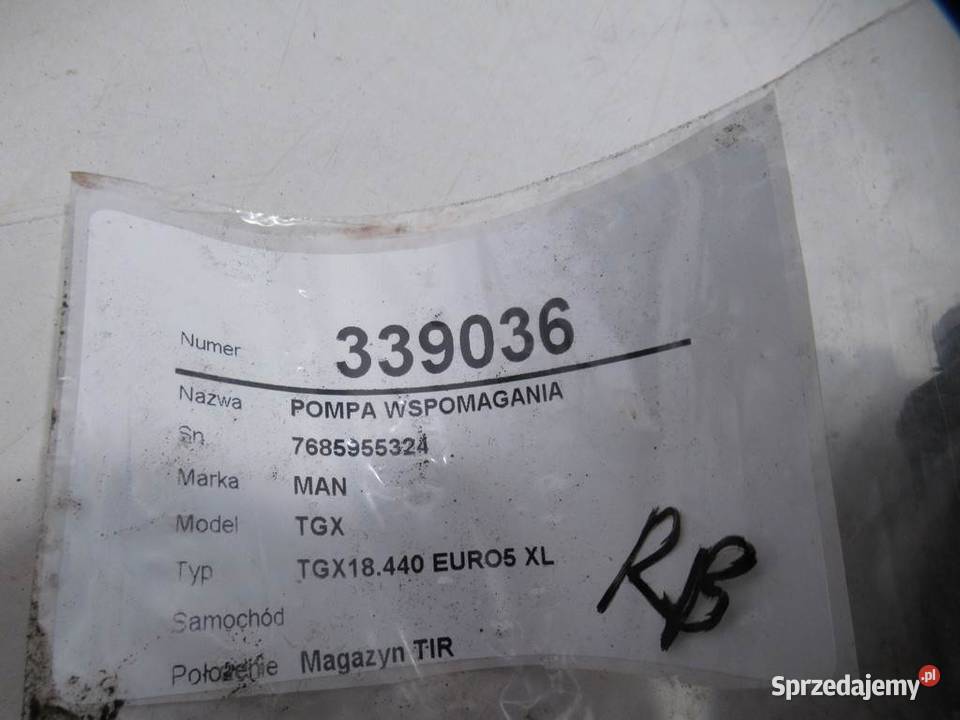 Numer 339036
Nazwa POMPA WSPOMAGANIA
Sn 7685955324
Marka MAN
Model TGX
Typ TGX18.440 EURO5 XL
Samochód
Położenie Magazyn TIR
RB
Sprzedajemy.pl